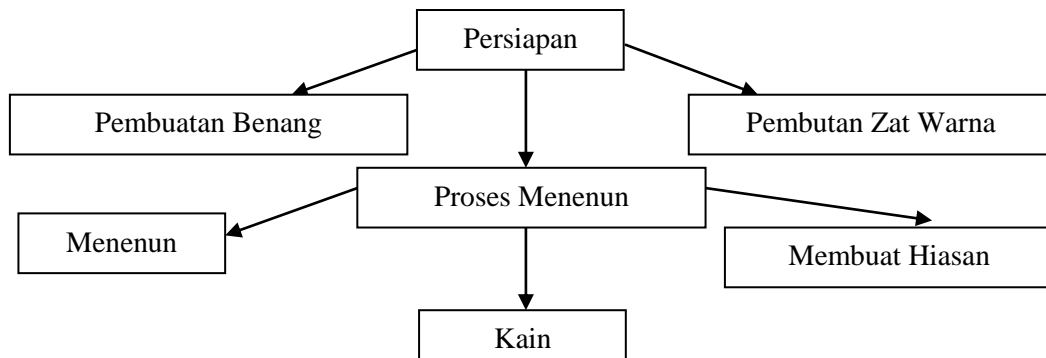 Persiapan
Pembuatan Benang
Pembutan Zat Warna
Proses Menenun
Menenun
Membuat Hiasan
Kain